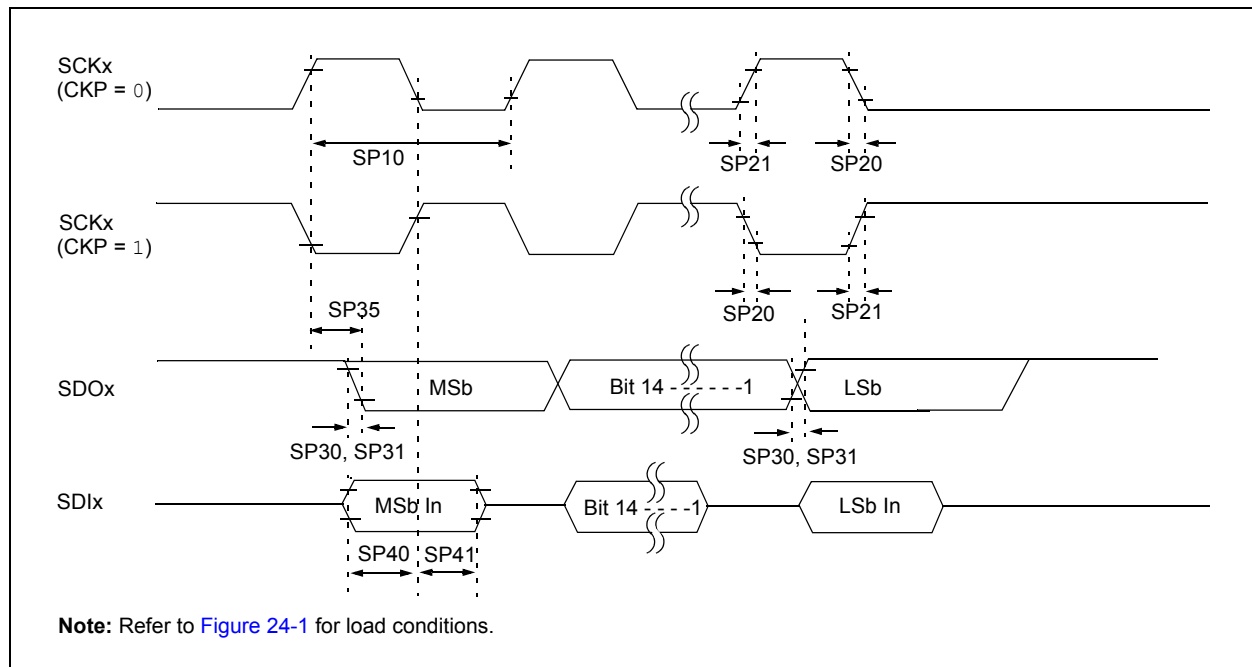 SCKx
(CKP = 0)
SP10
SP21
SP20
SCKx
(CKP = 1)
SP35
SP20
SP21
SDOx
MSb
Bit 14 - - - - - -1
LSb
SP30, SP31
SP30, SP31
SDIx
MSb In
Bit 14 - - - - -1
LSb In
SP40
SP41
Note: Refer to Figure 24-1 for load conditions.